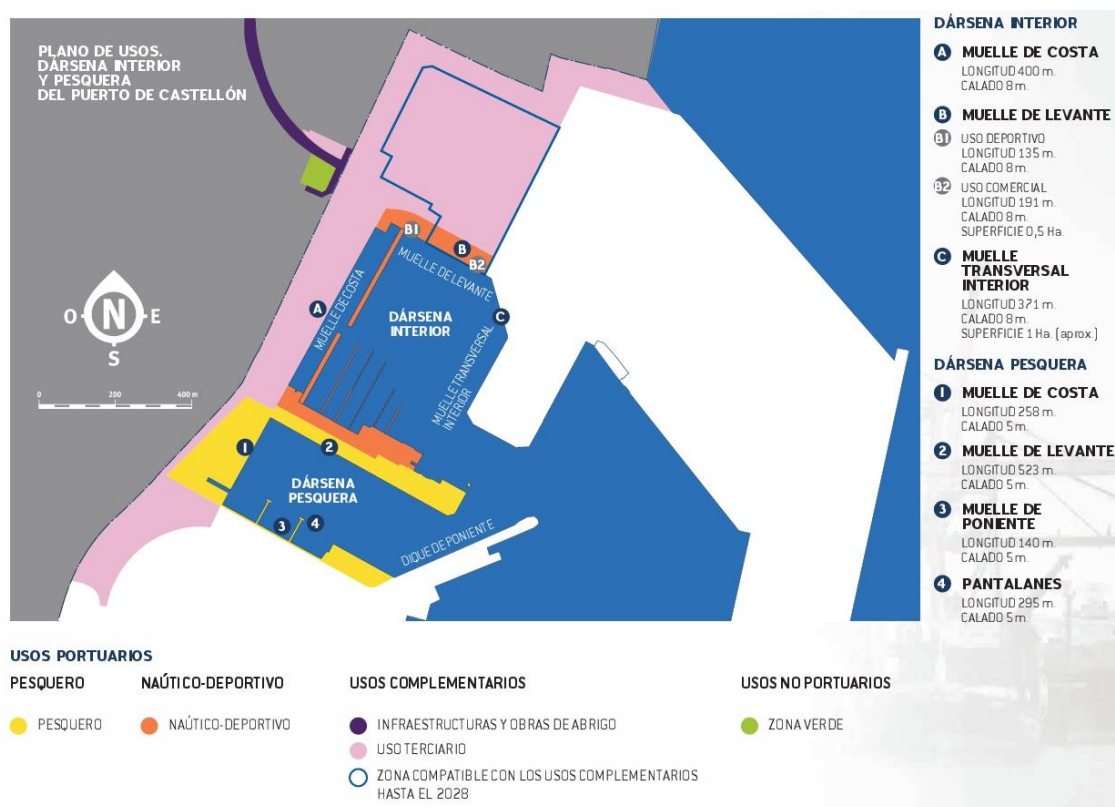 PLANO DE USOS.
DÁRSENA INTERIOR
Y PESQUERA
DEL PUERTO DE CASTELLÓN
N
O
E
S
0 200 400 m
B1
B
B2
MUELLE DE LEVANTE
A
MUELLE DE COSTA
DÁRSENA
INTERIOR
C
MUELLE TRANSVERSAL
INTERIOR
1
2
DÁRSENA
PESQUERA
3
4
DIQUE DE PONIENTE
DÁRSENA INTERIOR
A MUELLE DE COSTA
LONGITUD 400 m.
CALADO 8 m.
B MUELLE DE LEVANTE
B1 USO DEPORTIVO
LONGITUD 135 m.
CALADO 8 m.
B2 USO COMERCIAL
LONGITUD 191 m.
CALADO 8 m.
SUPERFICIE 0,5 Ha.
C MUELLE
TRANSVERSAL
INTERIOR
LONGITUD 371 m.
CALADO 8 m.
SUPERFICIE 1 Ha. (aprox.)
DÁRSENA PESQUERA
1 MUELLE DE COSTA
LONGITUD 258 m.
CALADO 5 m.
2 MUELLE DE LEVANTE
LONGITUD 523 m.
CALADO 5 m.
3 MUELLE DE
PONIENTE
LONGITUD 140 m.
CALADO 5 m.
4 PANTALANES
LONGITUD 295 m.
CALADO 5 m.
USOS PORTUARIOS
PESQUERO
PESQUERO
NAÚTICO-DEPORTIVO
NAÚTICO-DEPORTIVO
USOS COMPLEMENTARIOS
INFRAESTRUCTURAS Y OBRAS DE ABRIGO
USO TERCIARIO
ZONA COMPATIBLE CON LOS USOS COMPLEMENTARIOS
HASTA EL 2028
USOS NO PORTUARIOS
ZONA VERDE